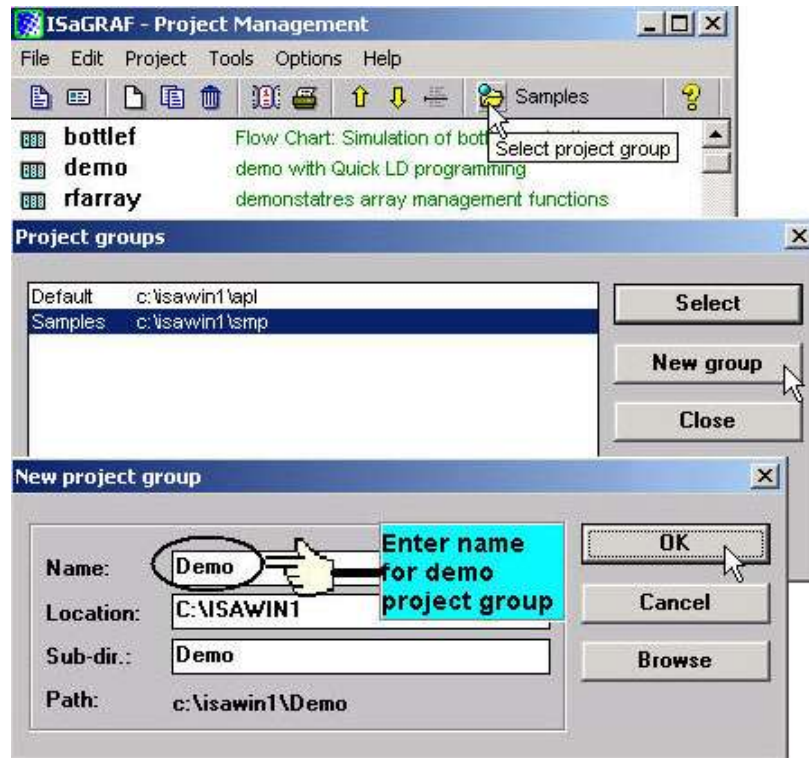 ISaGRAF - Project Management
File Edit Project Tools Options Help
Samples
bottlef Flow Chart: Simulation of
Select project group
demo demo with Quick LD programming
rfarray demonstatres array management functions
Project groups
Default c:\isawin1\apl
Samples c:\isawin1\smp
Select
New group
Close
New project group
Name: Demo
Enter name
for demo
project group
Location: C:\ISAWIN1
Sub-dir.: Demo
Path: c:\isawin1\Demo
OK
Cancel
Browse